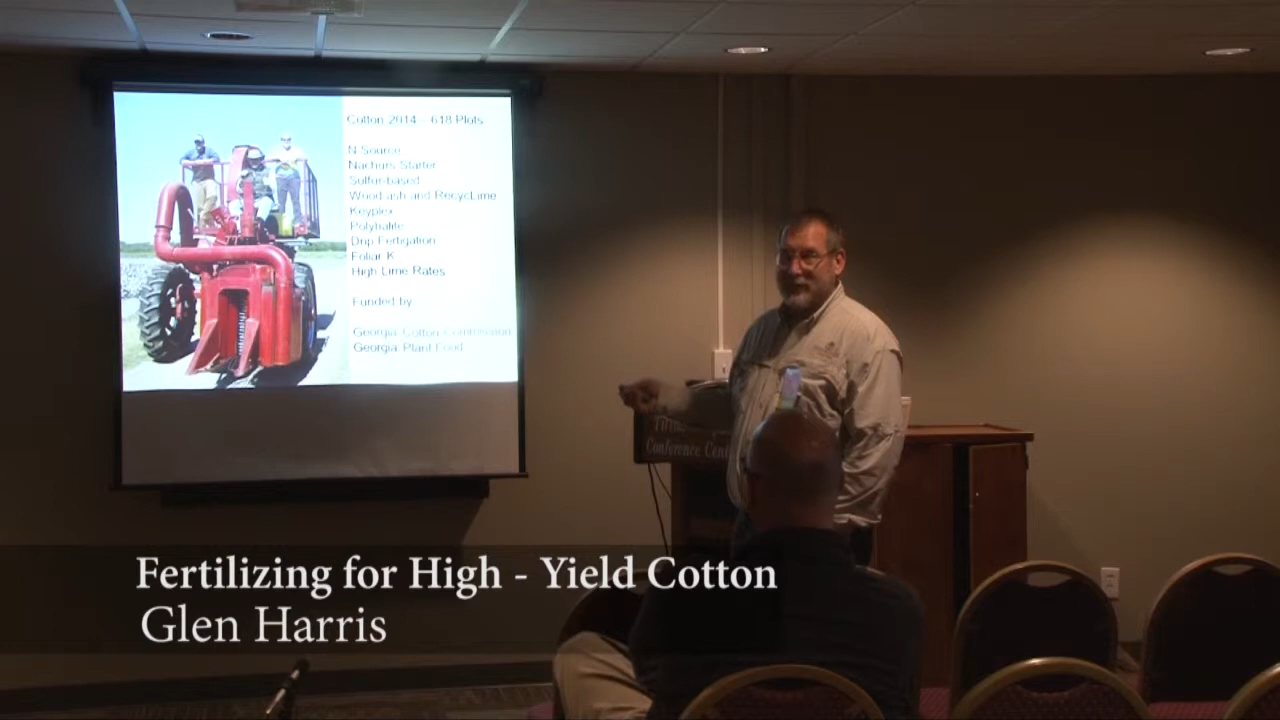 Cotton 2014 - 618 Plots
N Source
Nachurs Starter
Sulfur-based
Wood ash and RecycLime
Keyplex
Polyhalite
Drip Fertigation
Foliar K
High Lime Rates
Funded by
Georgia Cotton Commission
Georgia Plant Food
Conference Cent
Fertilizing for High - Yield Cotton
Glen Harris